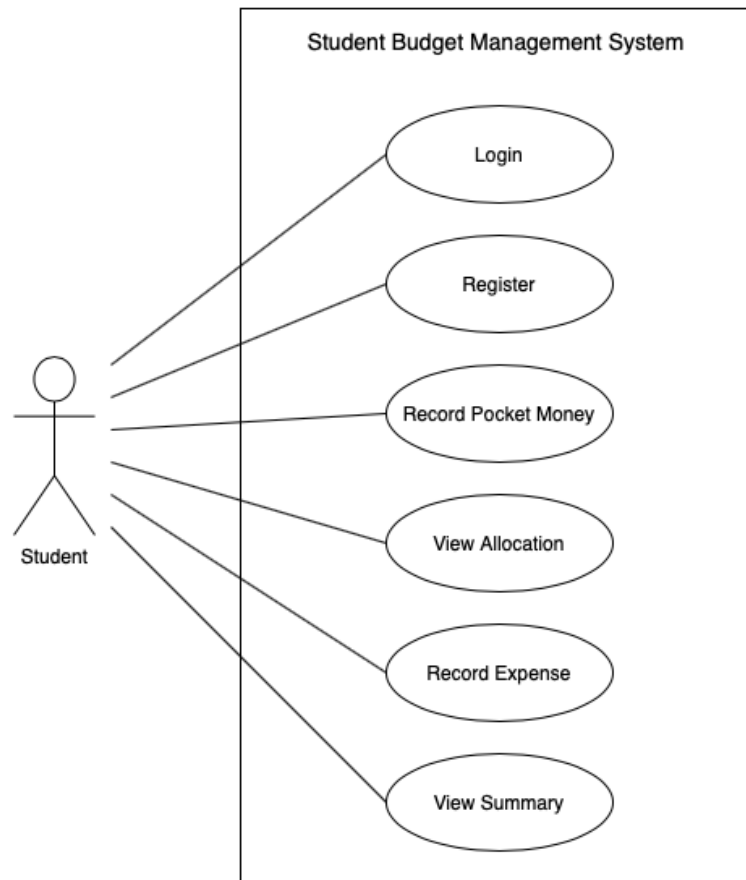 Student Budget Management System
Login
Register
Record Pocket Money
View Allocation
Student
Record Expense
View Summary